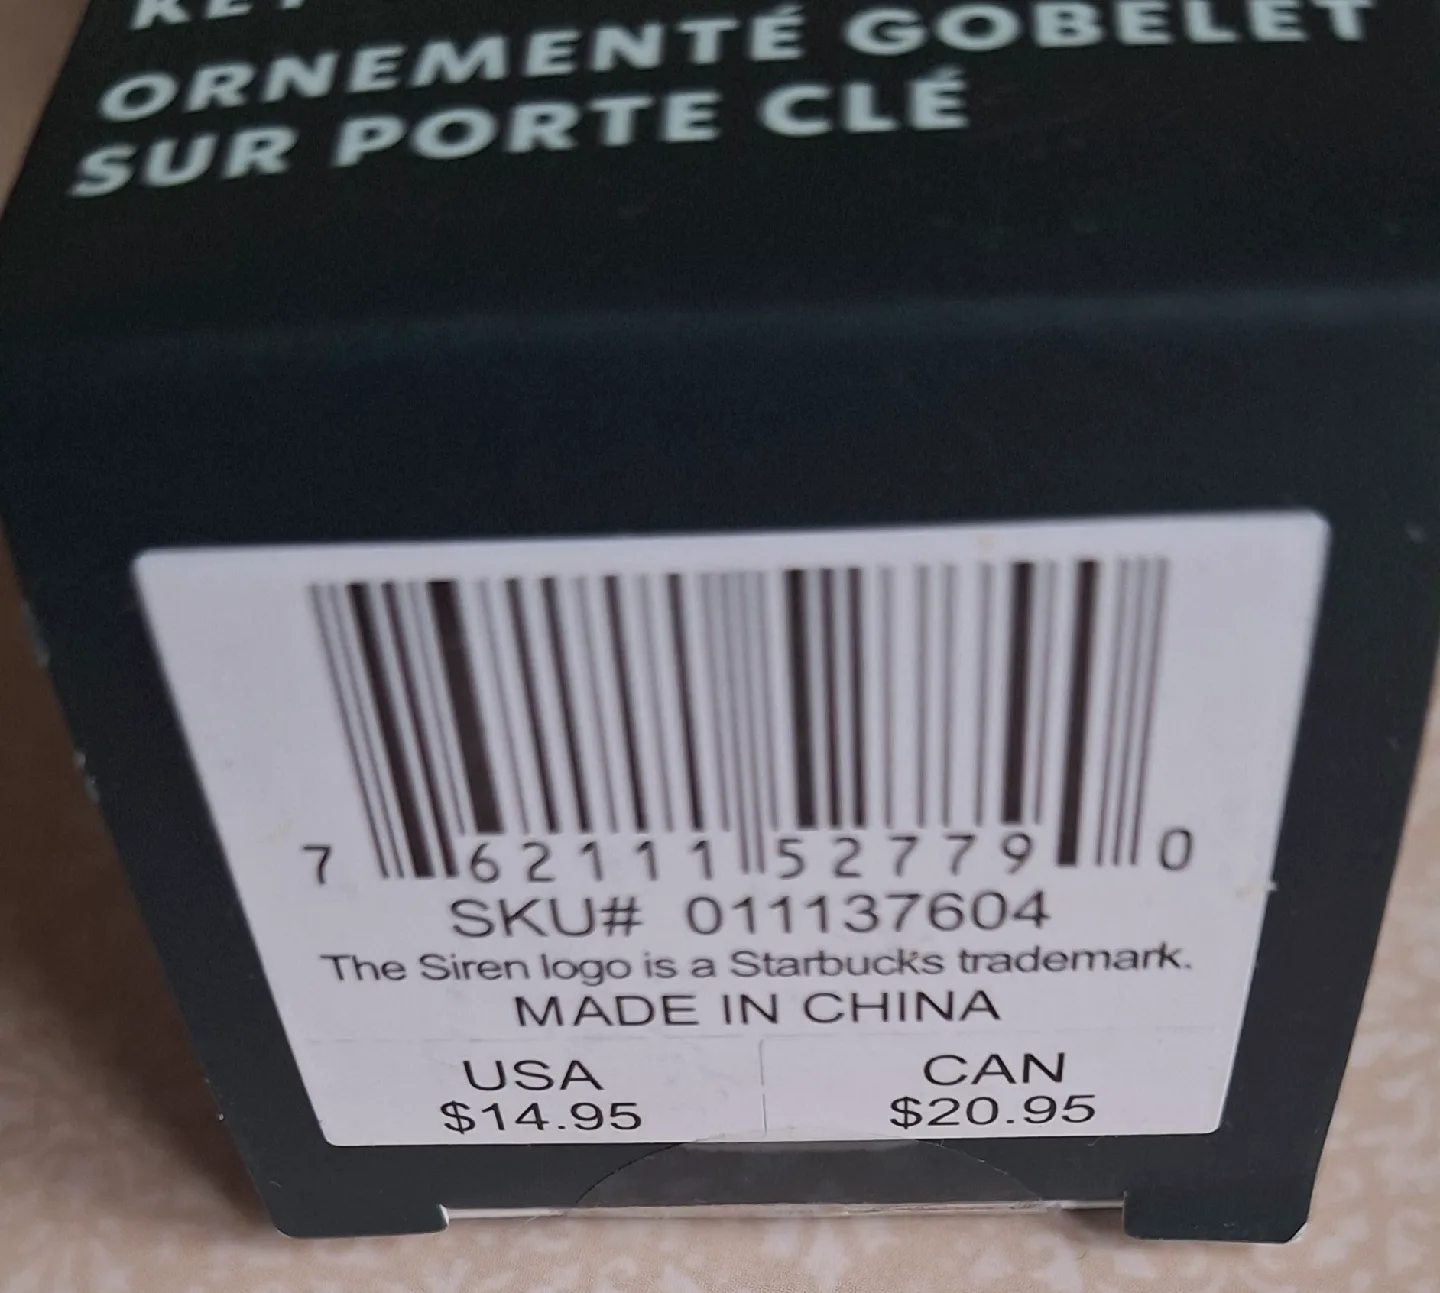 ORNEMENTÉ GOBELET
SUR PORTE CLÉ
7 62111 52779 0
SKU# 011137604
The Siren logo is a Starbucks trademark.
MADE IN CHINA
USA
$14.95
CAN
$20.95